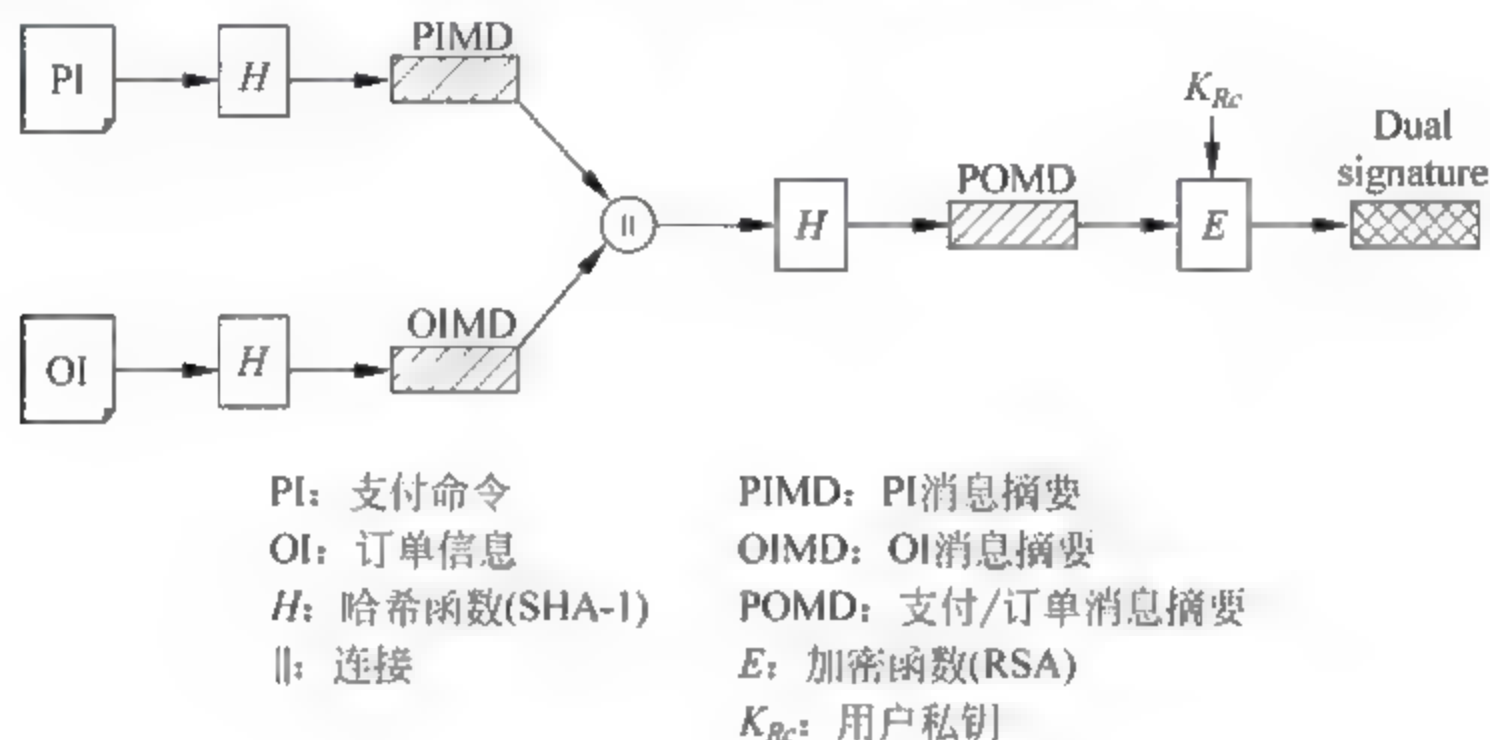 PI
H
PIMD
||
H
POMD
K_Rc
E
Dual
signature
OI
H
OIMD
PI：支付命令
OI：订单信息
H：哈希函数(SHA-1)
||：连接
PIMD：PI消息摘要
OIMD：OI消息摘要
POMD：支付/订单消息摘要
E：加密函数(RSA)
K_Rc：用户私钥